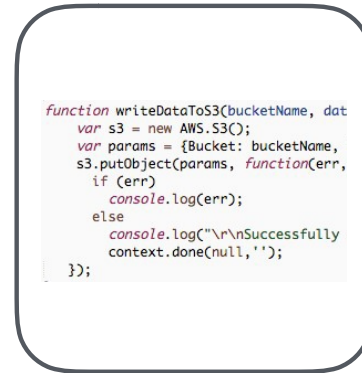 function writeDataToS3(bucketName, dat
var s3 = new AWS.S3();
var params = {Bucket: bucketName,
s3.putObject(params, function(err,
if (err)
console.log(err);
else
console.log("\r\nSuccessfully
context.done(null,'');
});